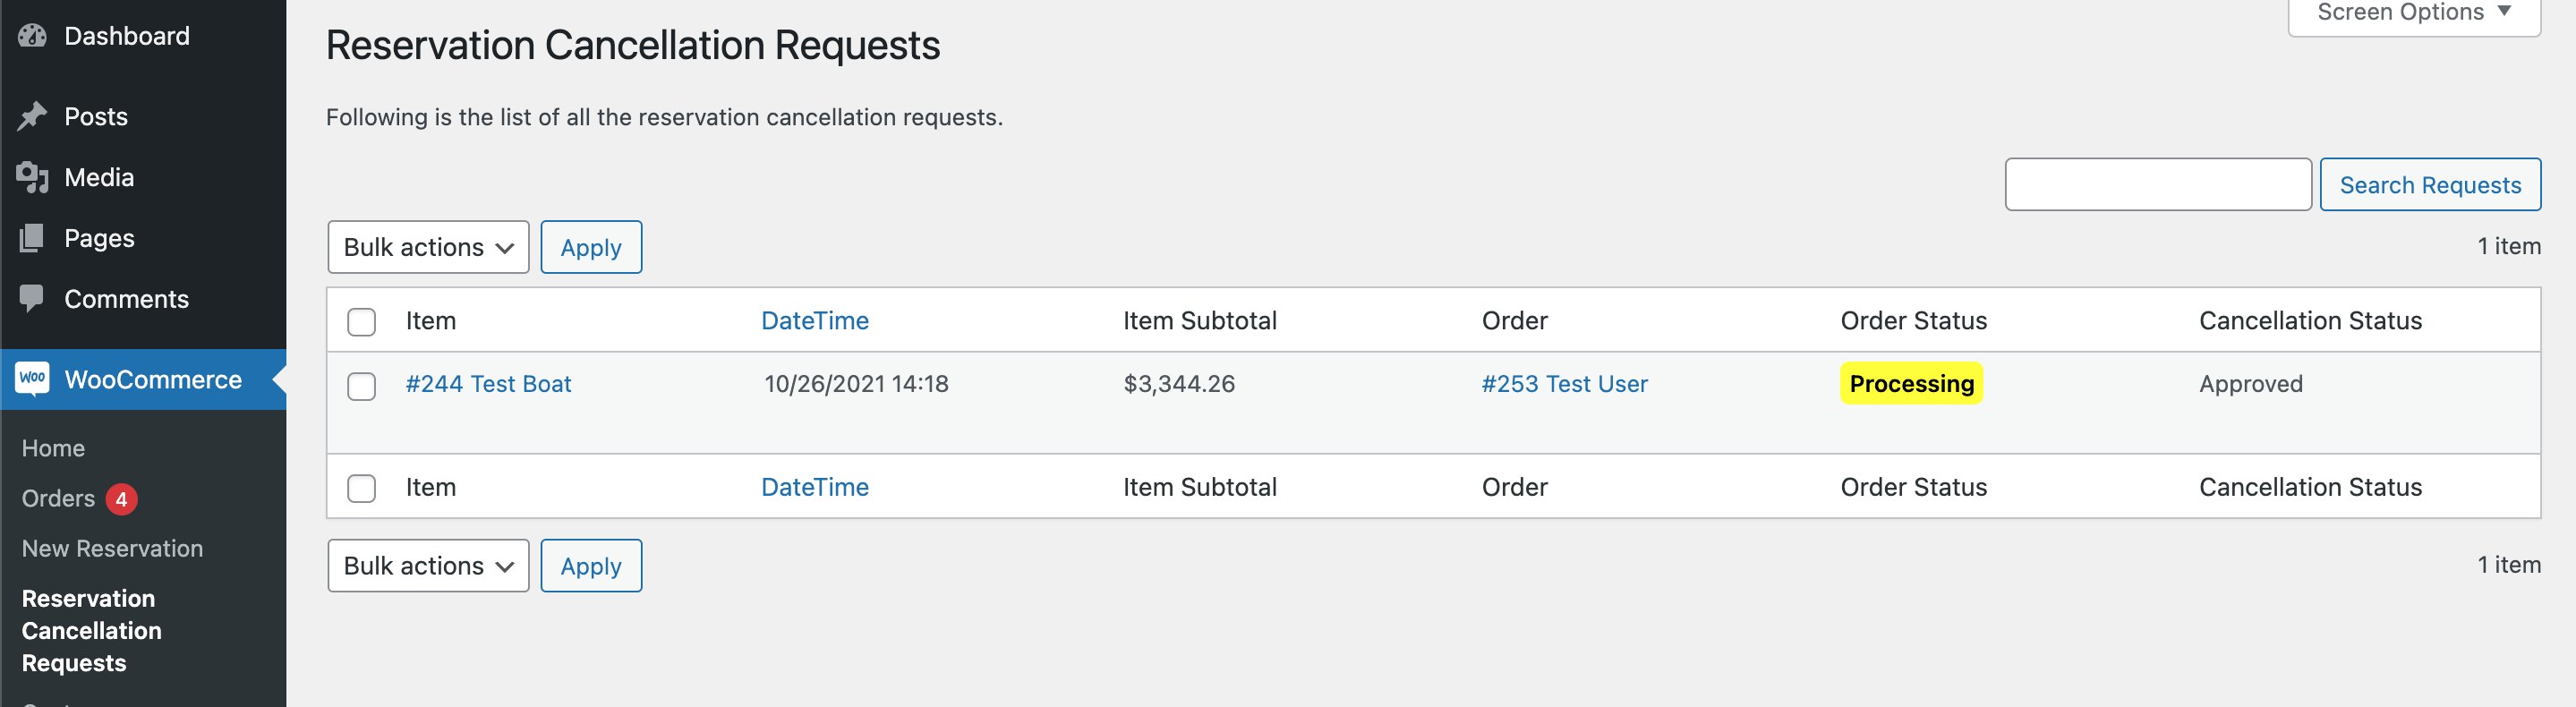 Dashboard
Posts
Media
Pages
Comments
Woo WooCommerce
Home
Orders 4
New Reservation
Reservation
Cancellation
Requests
Screen Options
Reservation Cancellation Requests
Following is the list of all the reservation cancellation requests.
Search Requests
Bulk actions Apply 1 item
Item DateTime Item Subtotal Order Order Status Cancellation Status
#244 Test Boat 10/26/2021 14:18 $3,344.26 #253 Test User Processing Approved
Item DateTime Item Subtotal Order Order Status Cancellation Status
Bulk actions Apply 1 item